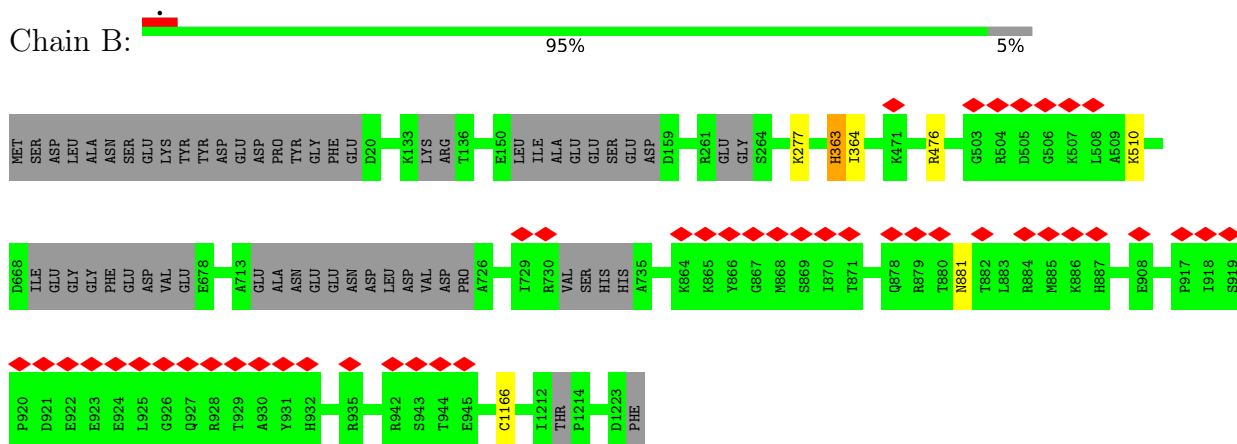 Chain B:
95% 5%
MET SER ASP LEU ALA ASN SER GLU LYS TYR TYR ASP GLU ASP PRO TYR GLY PHE GLU D20 K133 LYS ARG T136 E150 LEU ILE ALA GLU GLU SER GLU ASP D159 R261 GLU GLY S264 K277 H363 I364 K471 R476 G503 R504 D505 G506 K507 L508 A509 K510
D668 ILE GLU GLY GLY PHE GLU ASP VAL GLU E678 A713 GLU ALA ASN GLU GLU ASN ASP LEU ASP VAL ASP PRO A726 I729 R730 VAL SER HIS HIS A735 K864 K865 Y866 G867 M868 S869 I870 T871 Q878 R879 T880 N881 T882 L883 R884 M885 K886 H887 E908 P917 I918 S919
P920 D921 E922 E923 E924 L925 G926 Q927 R928 T929 A930 Y931 H932 R935 R942 S943 T944 E945 C1166 I1212 THR P1214 D1223 PHE